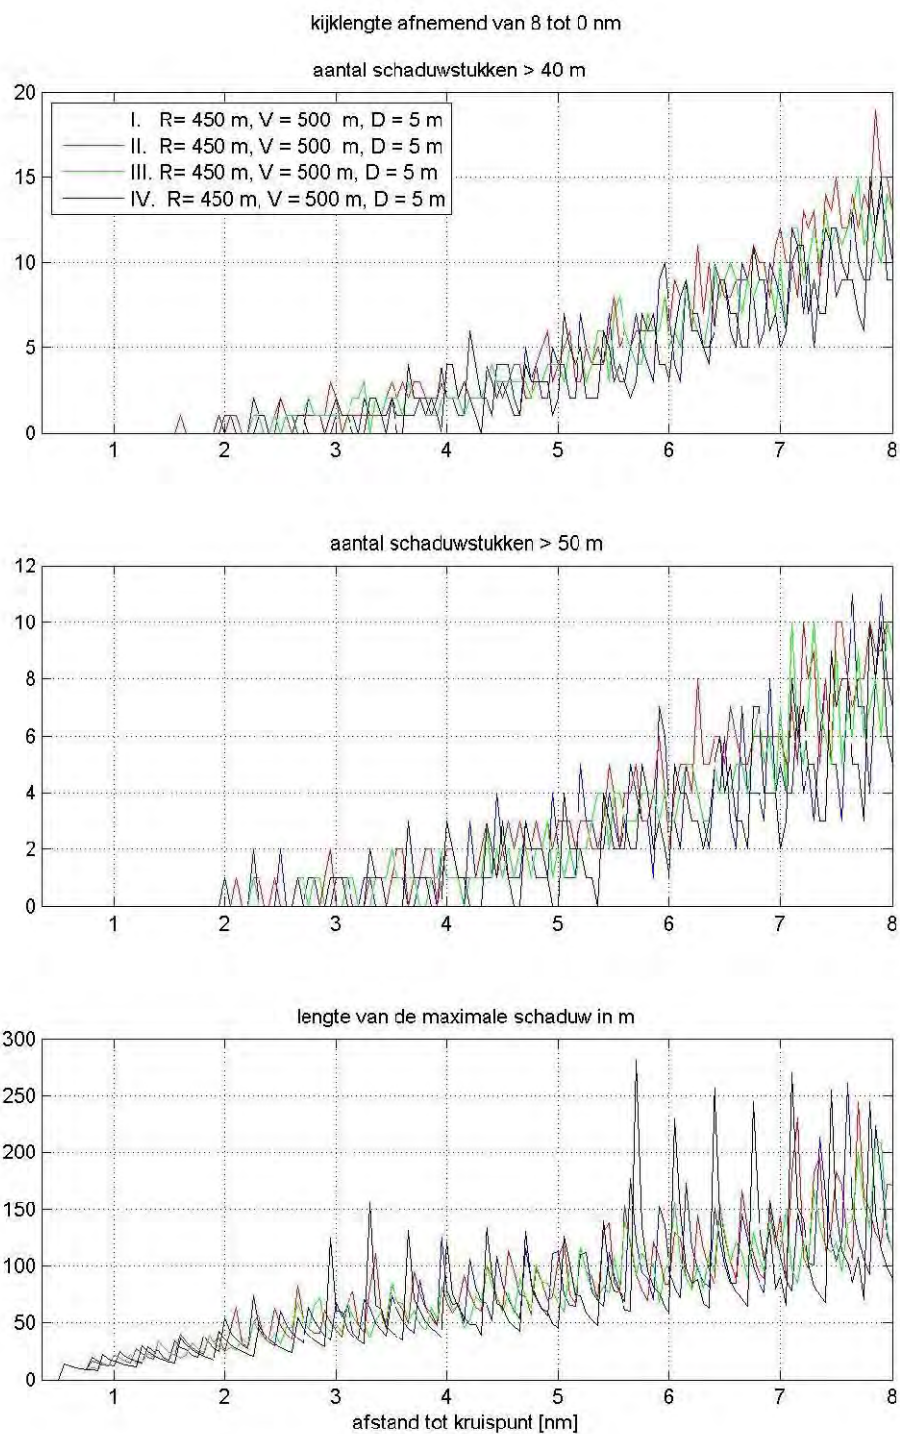 kijklengte afnemend van 8 tot 0 nm
aantal schaduwstukken > 40 m
20
15
10
5
0
I. R= 450 m, V = 500 m, D = 5 m
II. R= 450 m, V = 500 m, D = 5 m
III. R= 450 m, V = 500 m, D = 5 m
IV. R= 450 m, V = 500 m, D = 5 m
1 2 3 4 5 6 7 8
aantal schaduwstukken > 50 m
12
10
8
6
4
2
0
1 2 3 4 5 6 7 8
lengte van de maximale schaduw in m
300
250
200
150
100
50
0
1 2 3 4 5 6 7 8
afstand tot kruispunt [nm]